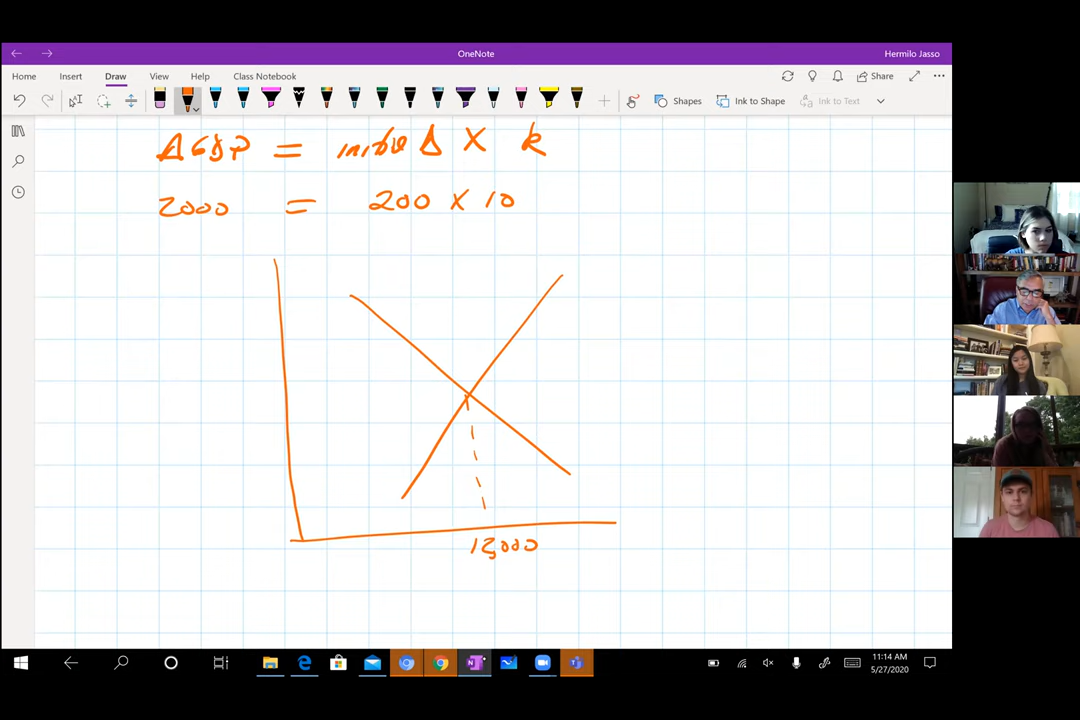 OneNote
Hermilo Jasso
Home Insert Draw View Help Class Notebook Share
Shapes Ink to Shape Ink to Text
ΔGDP = initial Δ X k
2000 = 200 X 10
11:14 AM
5/27/2020